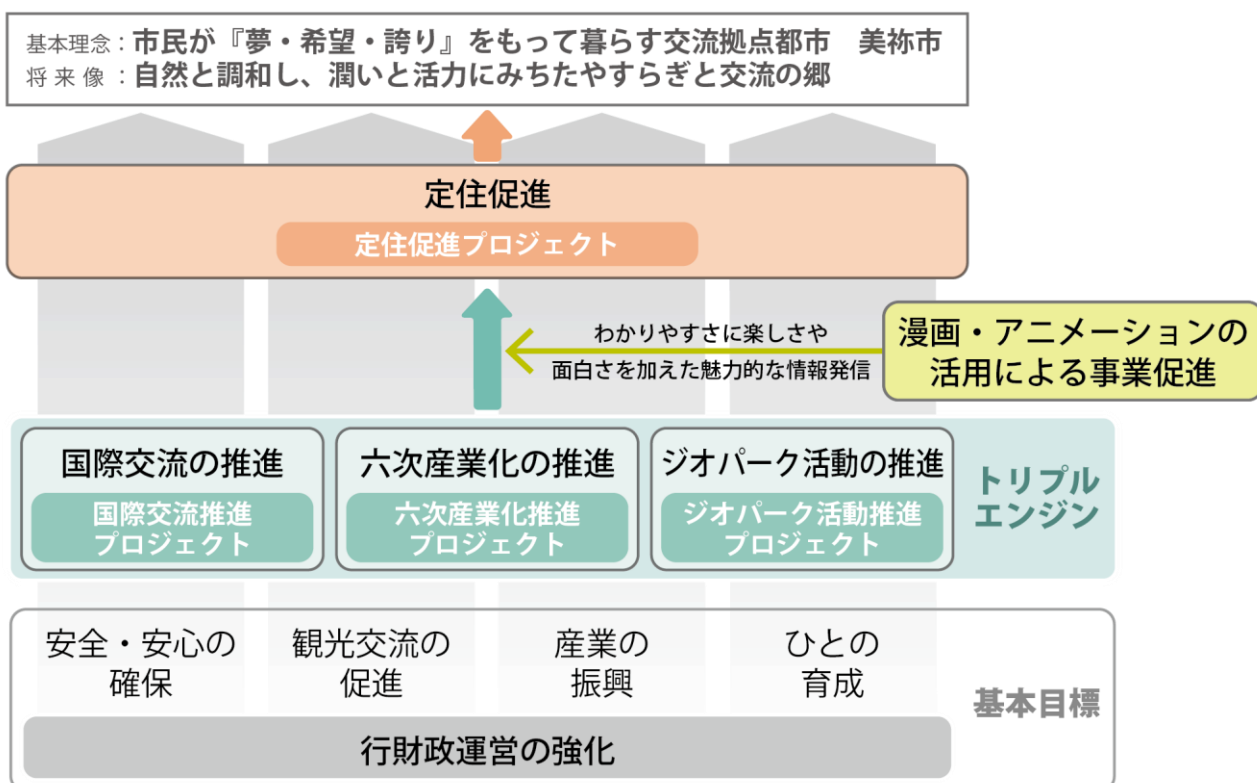 基本理念：市民が『夢・希望・誇り』をもって暮らす交流拠点都市　美祢市
将来像：自然と調和し、潤いと活力にみちたやすらぎと交流の郷
定住促進
定住促進プロジェクト
わかりやすさに楽しさや
面白さを加えた魅力的な情報発信
漫画・アニメーションの
活用による事業促進
国際交流の推進
国際交流推進
プロジェクト
六次産業化の推進
六次産業化推進
プロジェクト
ジオパーク活動の推進
ジオパーク活動推進
プロジェクト
トリプル
エンジン
安全・安心の
確保
観光交流の
促進
産業の
振興
ひとの
育成
基本目標
行財政運営の強化